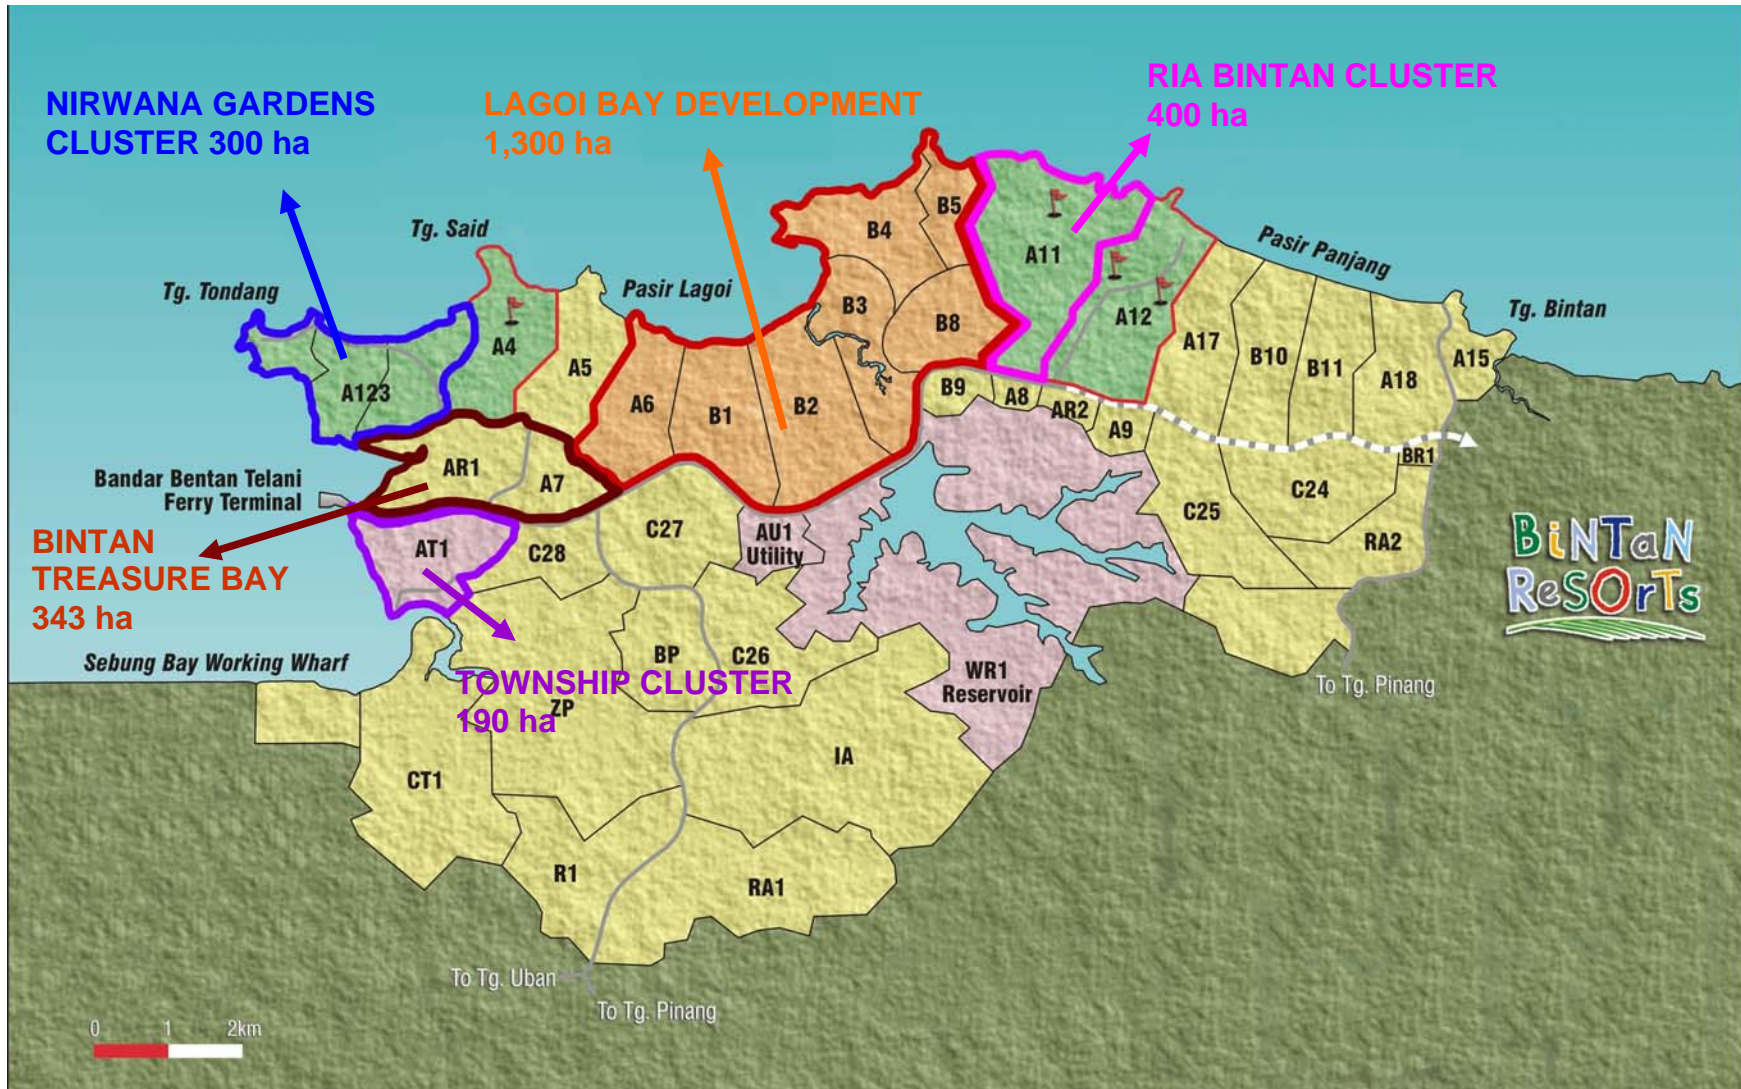 RIA BINTAN CLUSTER
400 ha
NIRWANA GARDENS
CLUSTER 300 ha
LAGOI BAY DEVELOPMENT
1,300 ha
Tg. Said
Tg. Tondang
Pasir Lagoi
Pasir Panjang
Tg. Bintan
B5
B4
A11
B3
B8
A12
A4
A5
A123
A6
B1
B2
B9
A8
AR2
A9
A17
B10
B11
A18
A15
BR1
AR1
A7
Bandar Bentan Telani
Ferry Terminal
BINTAN
TREASURE BAY
343 ha
AT1
C28
C27
AU1
Utility
C25
C24
RA2
BiNTaN
ReSOrTs
Sebung Bay Working Wharf
BP
C26
WR1
Reservoir
To Tg. Pinang
TOWNSHIP CLUSTER
190 ha
ZP
IA
CT1
R1
RA1
To Tg. Uban
To Tg. Pinang
0 1 2km